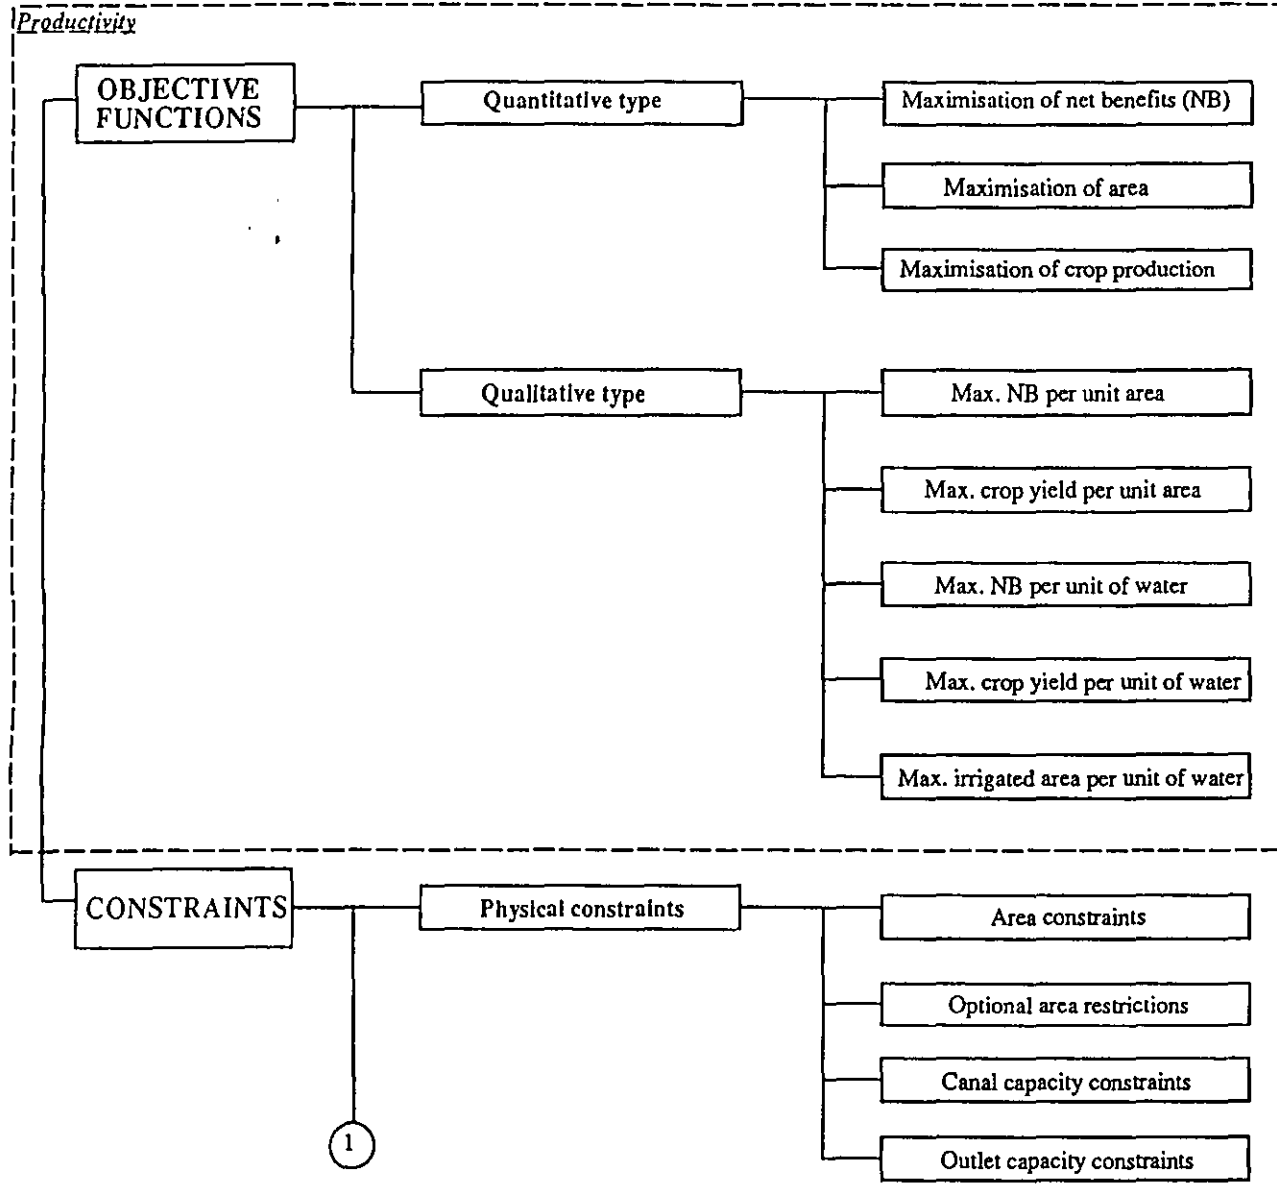 Productivity
OBJECTIVE
FUNCTIONS
Quantitative type
Maximisation of net benefits (NB)
Maximisation of area
Maximisation of crop production
Qualitative type
Max. NB per unit area
Max. crop yield per unit area
Max. NB per unit of water
Max. crop yield per unit of water
Max. irrigated area per unit of water
CONSTRAINTS
Physical constraints
Area constraints
Optional area restrictions
Canal capacity constraints
Outlet capacity constraints
1